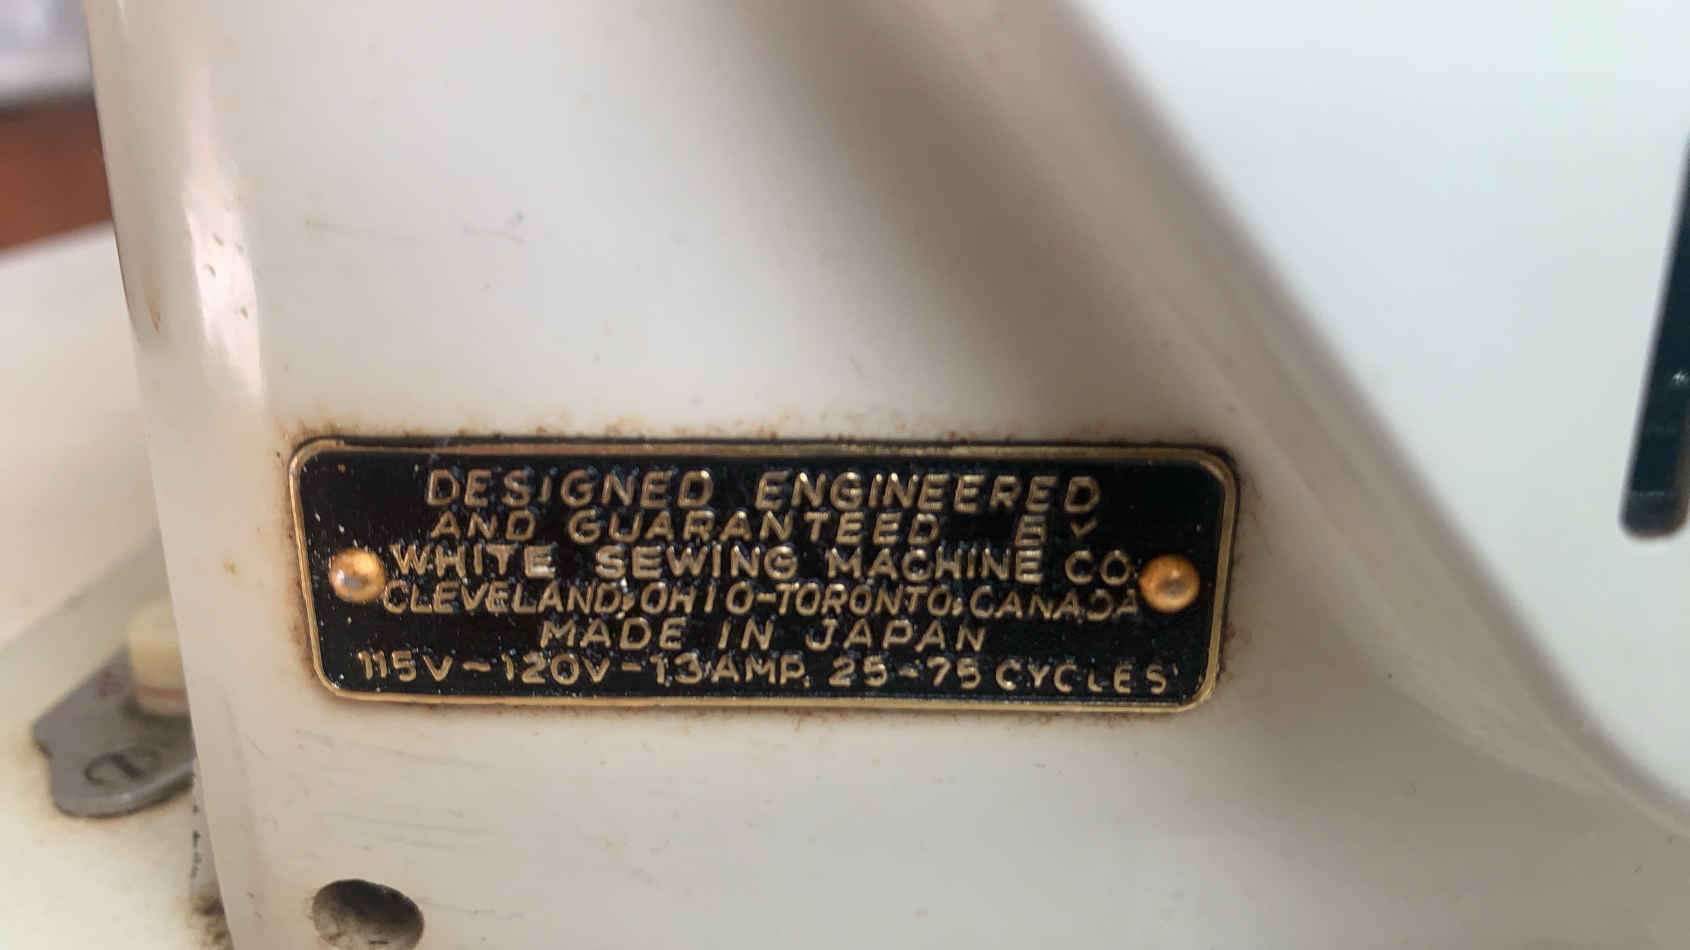 DESIGNED ENGINEERED
AND GUARANTEED BY
WHITE SEWING MACHINE CO.
CLEVELAND, OHIO-TORONTO, CANADA
MADE IN JAPAN
115V~120V-1.3AMP. 25~75 CYCLES